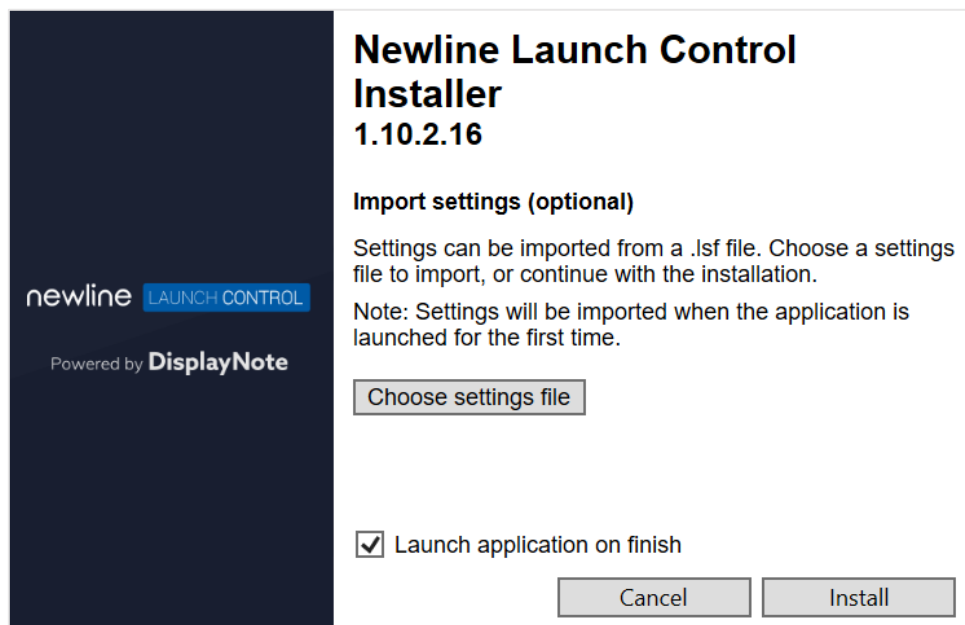 Newline Launch Control
Installer
1.10.2.16
Import settings (optional)
Settings can be imported from a .lsf file. Choose a settings
file to import, or continue with the installation.
Note: Settings will be imported when the application is
launched for the first time.
Choose settings file
Launch application on finish
Cancel
Install
newline LAUNCH CONTROL
Powered by DisplayNote